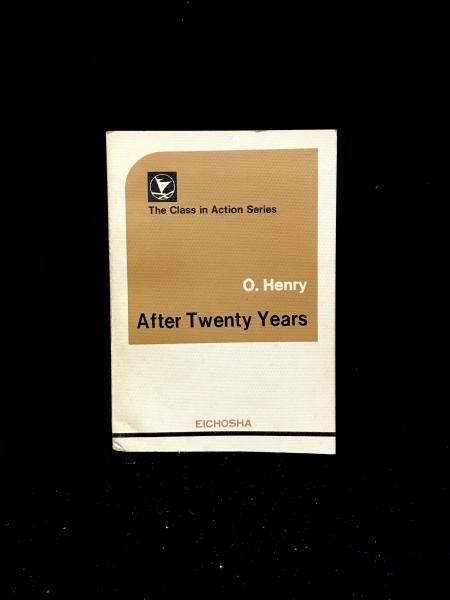 The Class in Action Series
O. Henry
After Twenty Years
EICHOSHA